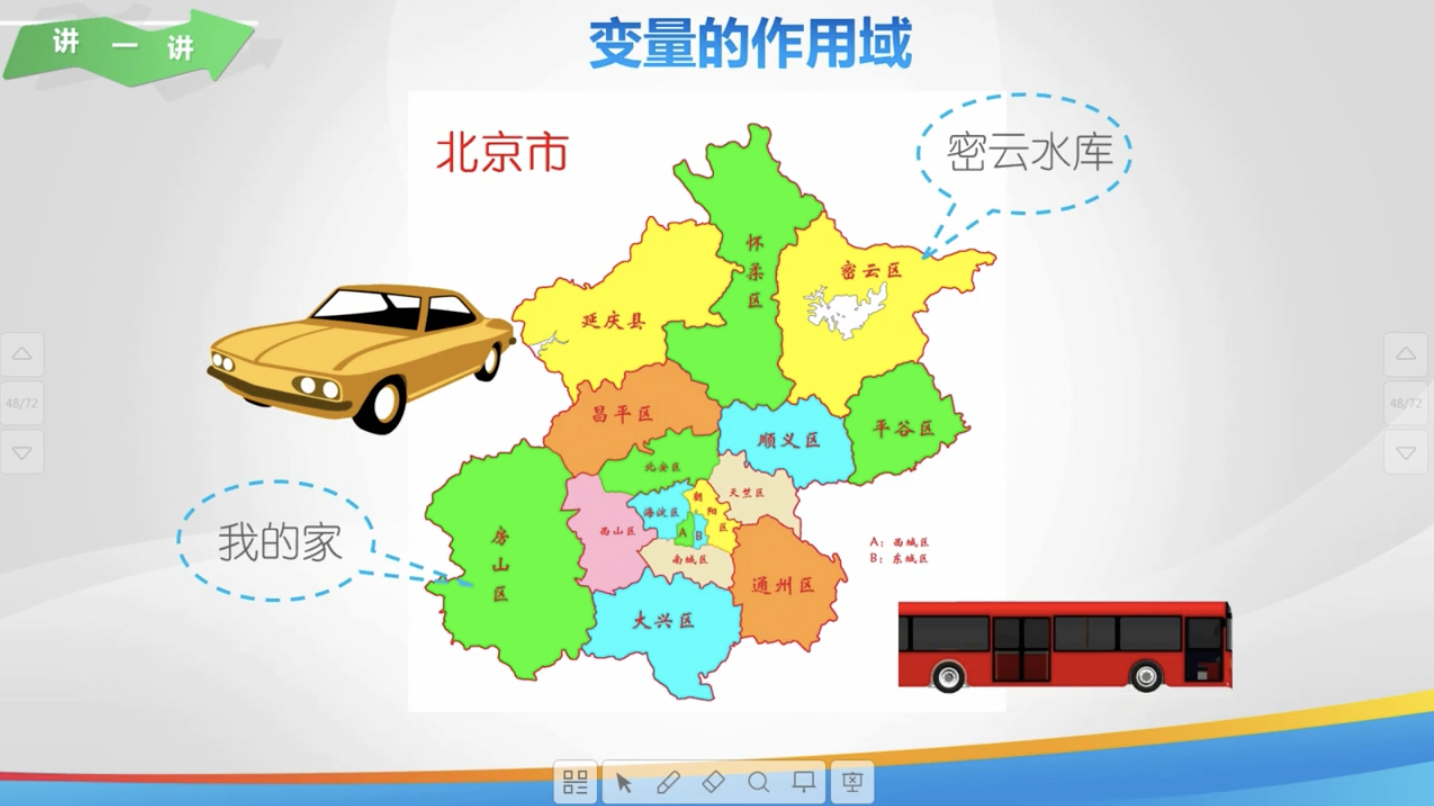 讲一讲
变量的作用域
北京市
密云水库
怀柔区
密云区
延庆县
昌平区
顺义区
平谷区
北安区
天竺区
海淀区
朝阳区
西山区
A
B
南城区
房山区
通州区
大兴区
A：西城区
B：东城区
我的家
48/72
48/72